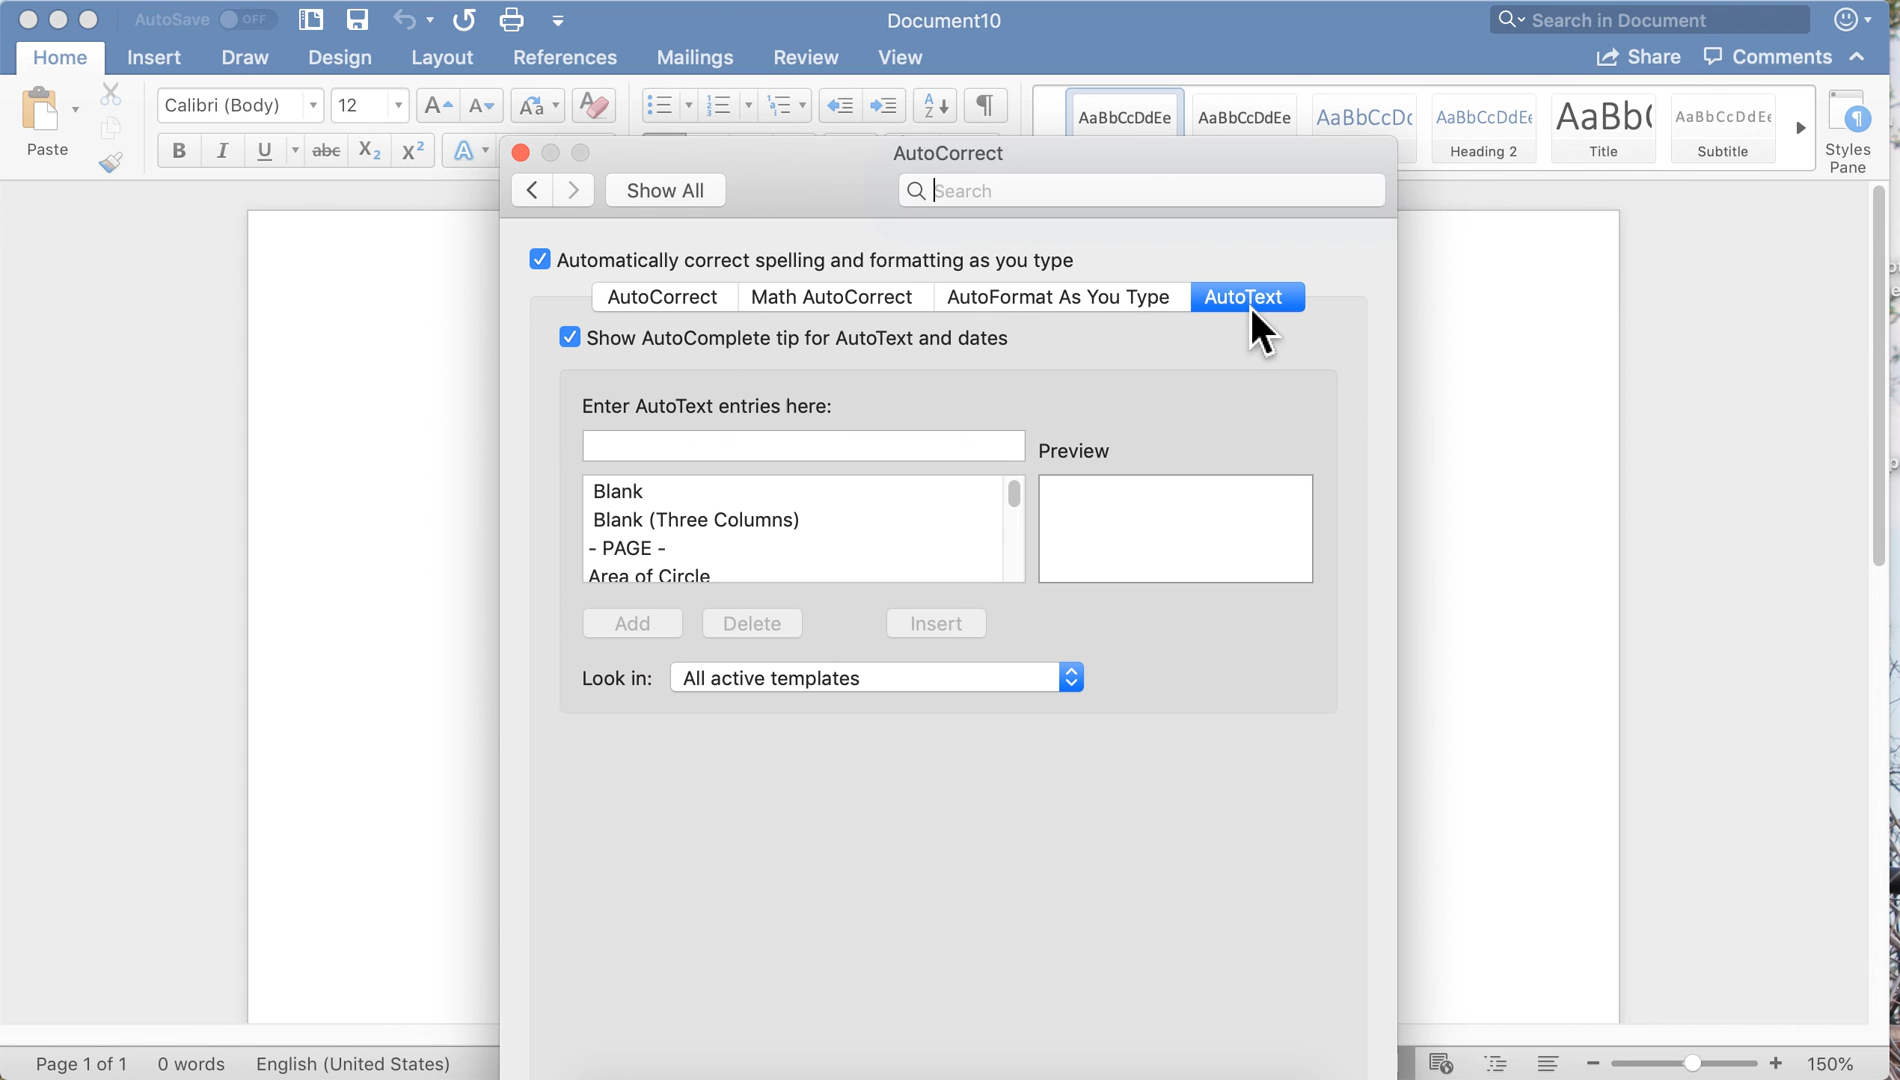 AutoSave OFF
Document10
Search in Document
Home Insert Draw Design Layout References Mailings Review View
Share Comments
Paste
Calibri (Body) 12
AaBbCcDdEe AaBbCcDdEe AaBbCcDc AaBbCcDdEe AaBb( AaBbCcDdEe
Heading 2 Title Subtitle
Styles
Pane
B I U abc X2 X2 A
AutoCorrect
Show All
Search
Automatically correct spelling and formatting as you type
AutoCorrect Math AutoCorrect AutoFormat As You Type AutoText
Show AutoComplete tip for AutoText and dates
Enter AutoText entries here:
Preview
Blank
Blank (Three Columns)
- PAGE -
Area of Circle
Add Delete Insert
Look in: All active templates
Page 1 of 1 0 words English (United States)
150%